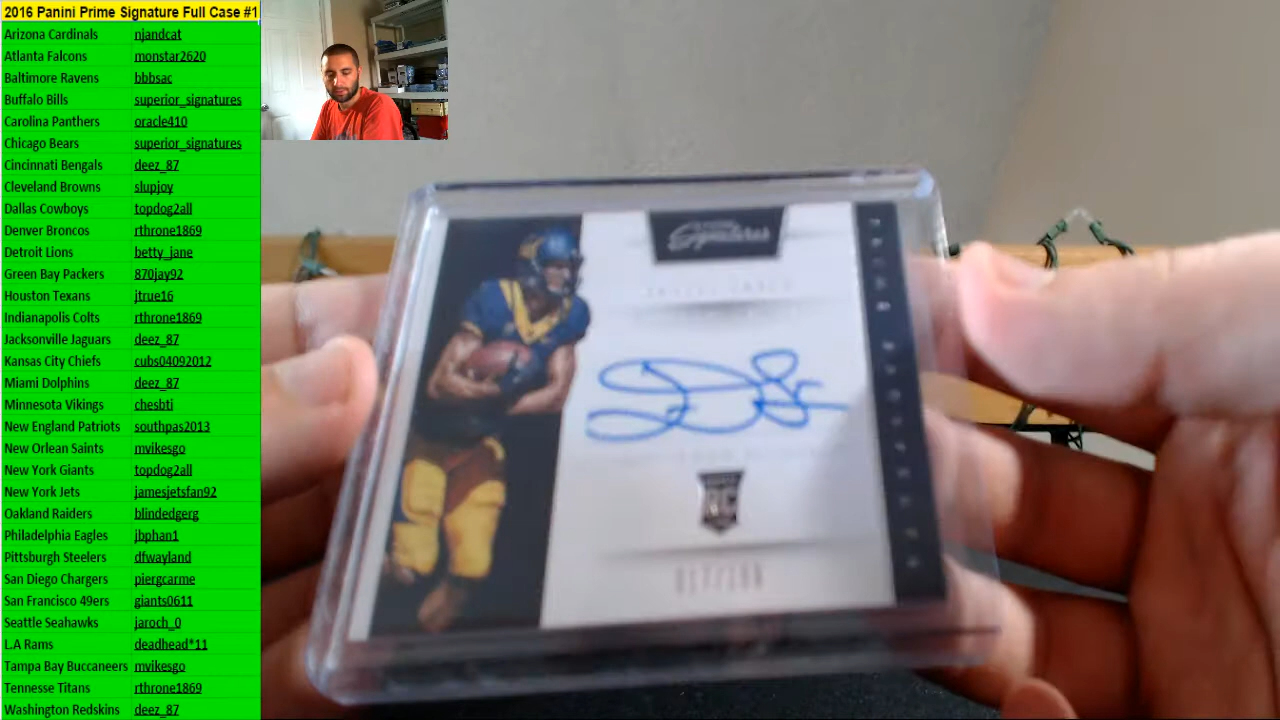 2016 Panini Prime Signature Full Case #1
Arizona Cardinals njandcat
Atlanta Falcons monstar2620
Baltimore Ravens bbbsac
Buffalo Bills superior_signatures
Carolina Panthers oracle410
Chicago Bears superior_signatures
Cincinnati Bengals deez_87
Cleveland Browns slupjoy
Dallas Cowboys topdog2all
Denver Broncos rthrone1869
Detroit Lions betty_jane
Green Bay Packers 870jay92
Houston Texans jtrue16
Indianapolis Colts rthrone1869
Jacksonville Jaguars deez_87
Kansas City Chiefs cubs04092012
Miami Dolphins deez_87
Minnesota Vikings chesbti
New England Patriots southpas2013
New Orlean Saints mvikesgo
New York Giants topdog2all
New York Jets jamesjetsfan92
Oakland Raiders blindedgerg
Philadelphia Eagles jbphan1
Pittsburgh Steelers dfwayland
San Diego Chargers piergcarme
San Francisco 49ers giants0611
Seattle Seahawks jaroch_0
L.A Rams deadhead*11
Tampa Bay Buccaneers mvikesgo
Tennesse Titans rthrone1869
Washington Redskins deez_87
Signatures
RC